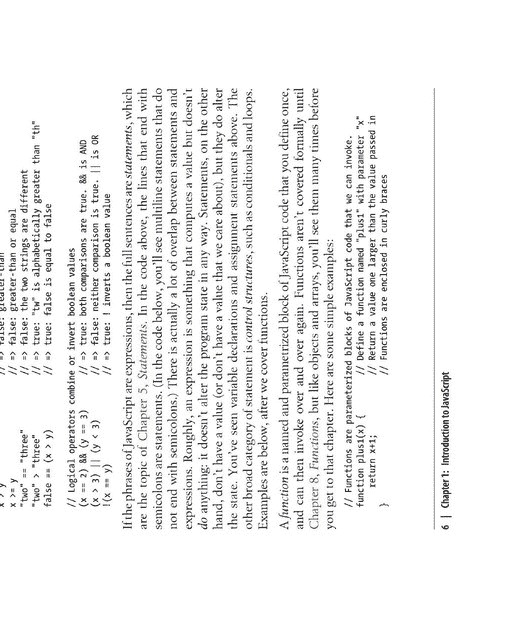 x > y // => false: greater-than
x >= y // => false: greater-than or equal
"two" == "three" // => false: the two strings are different
"two" > "three" // => true: "tw" is alphabetically greater than "th"
false == (x > y) // => true: false is equal to false
// Logical operators combine or invert boolean values
(x == 2) && (y == 3) // => true: both comparisons are true. && is AND
(x > 3) || (y < 3) // => false: neither comparison is true. || is OR
!(x == y) // => true: ! inverts a boolean value
If the phrases of JavaScript are expressions, then the full sentences are statements, which
are the topic of Chapter 5, Statements. In the code above, the lines that end with
semicolons are statements. (In the code below, you'll see multiline statements that do
not end with semicolons.) There is actually a lot of overlap between statements and
expressions. Roughly, an expression is something that computes a value but doesn't
do anything: it doesn't alter the program state in any way. Statements, on the other
hand, don't have a value (or don't have a value that we care about), but they do alter
the state. You've seen variable declarations and assignment statements above. The
other broad category of statement is control structures, such as conditionals and loops.
Examples are below, after we cover functions.
A function is a named and parametrized block of JavaScript code that you define once,
and can then invoke over and over again. Functions aren't covered formally until
Chapter 8, Functions, but like objects and arrays, you'll see them many times before
you get to that chapter. Here are some simple examples:
// Functions are parameterized blocks of JavaScript code that we can invoke.
function plus1(x) { // Define a function named "plus1" with parameter "x"
return x+1; // Return a value one larger than the value passed in
} // Functions are enclosed in curly braces
6 | Chapter 1: Introduction to JavaScript